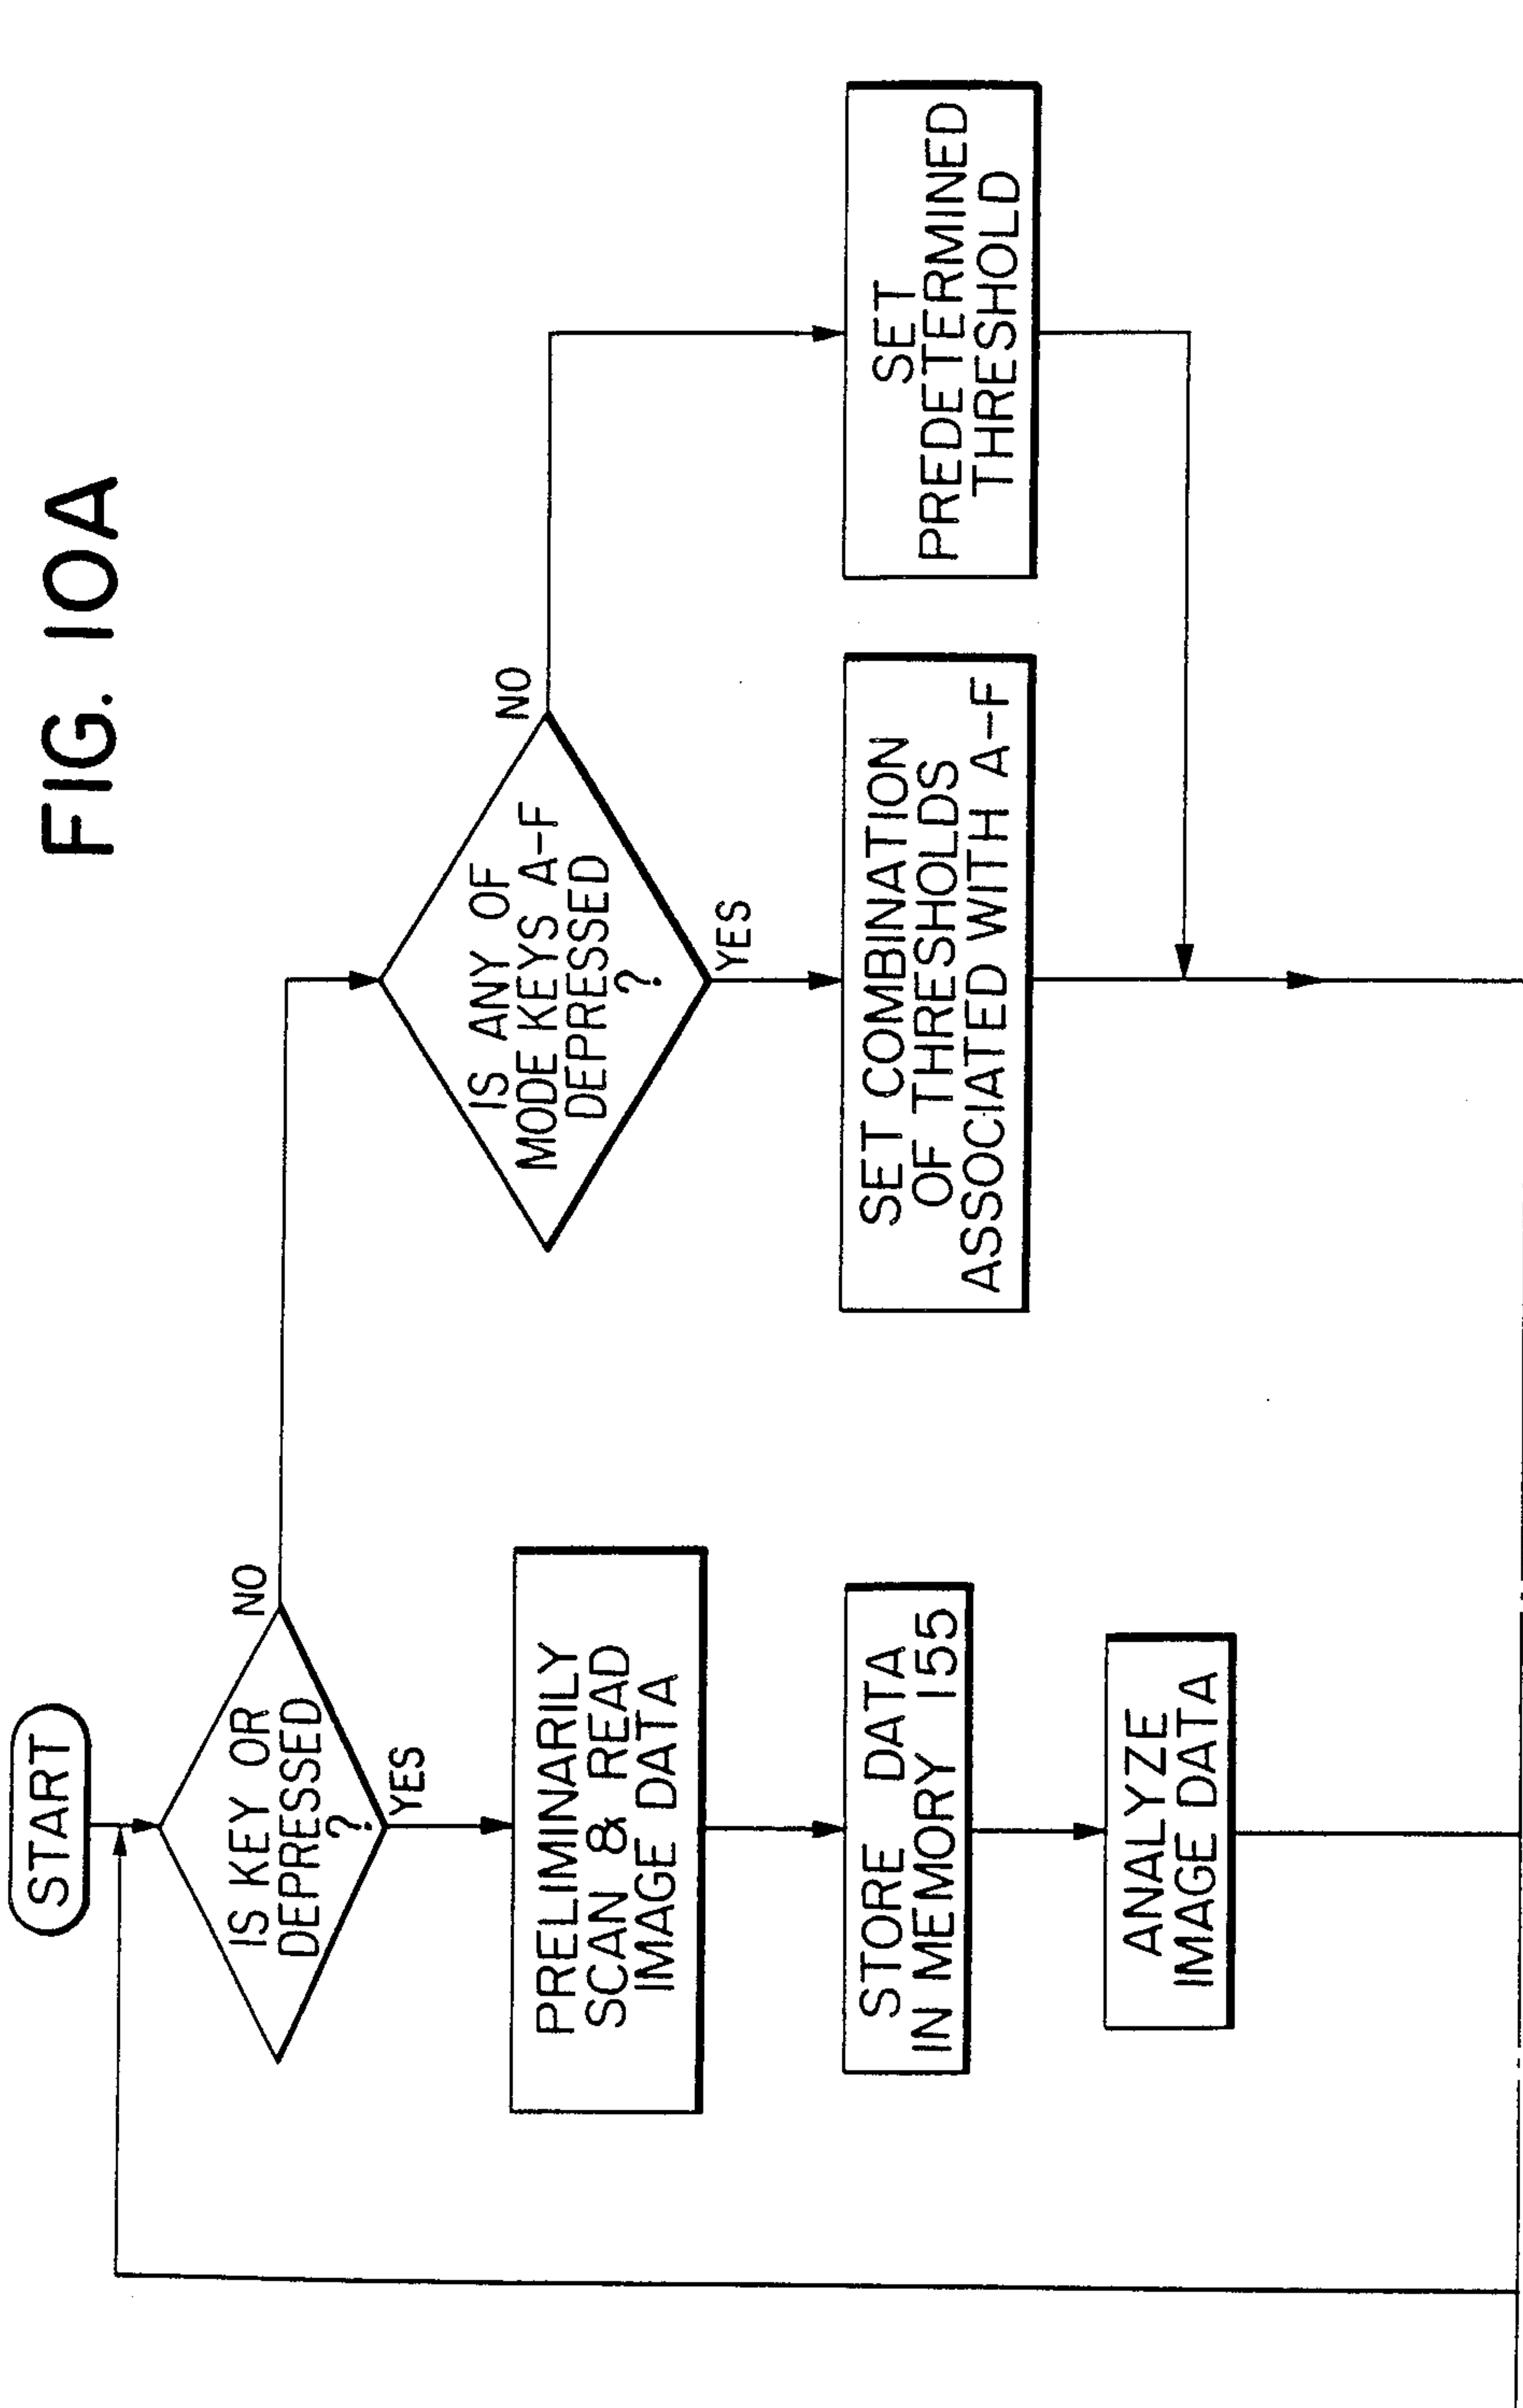 FIG. 10A
START
IS KEY OR
DEPRESSED
?
NO
YES
PRELIMINARILY
SCAN & READ
IMAGE DATA
STORE DATA
IN MEMORY 155
ANALYZE
IMAGE DATA
IS ANY OF
MODE KEYS A-F
DEPRESSED
?
NO
YES
SET COMBINATION
OF THRESHOLDS
ASSOCIATED WITH A-F
SET
PREDETERMINED
THRESHOLD